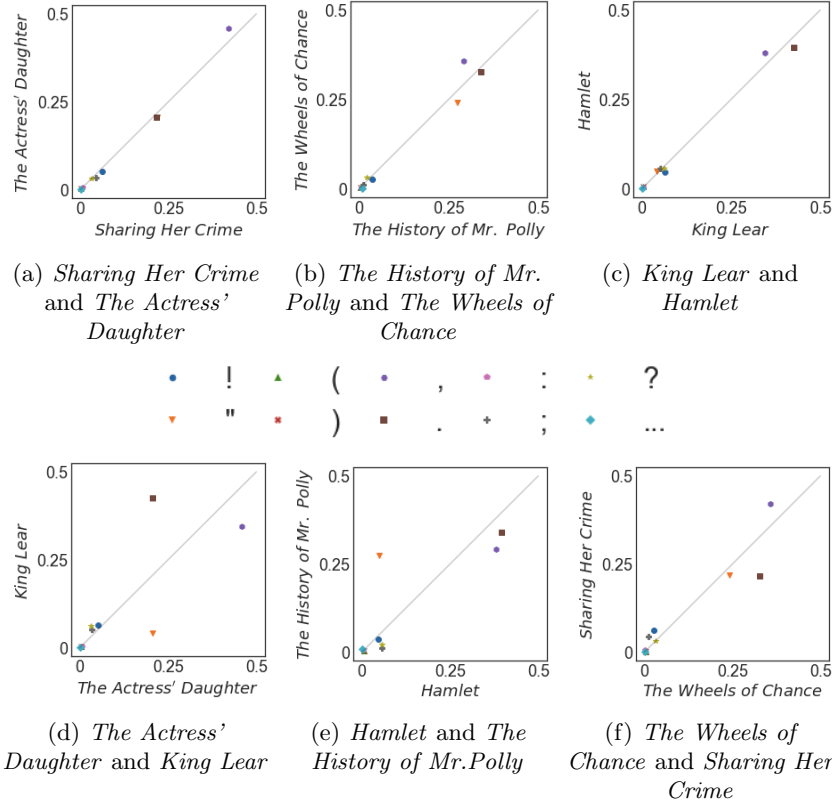 0.5
0.25
0
0
0.25
0.5
The Actress' Daughter
Sharing Her Crime
0.5
0.25
0
0
0.25
0.5
The Wheels of Chance
The History of Mr. Polly
0.5
0.25
0
0
0.25
0.5
Hamlet
King Lear
(a) Sharing Her Crime
and The Actress'
Daughter
(b) The History of Mr.
Polly and The Wheels of
Chance
(c) King Lear and
Hamlet
! ( , : ?
" ) . ; ...
0.5
0.25
0
0
0.25
0.5
King Lear
The Actress' Daughter
0.5
0.25
0
0
0.25
0.5
The History of Mr. Polly
Hamlet
0.5
0.25
0
0
0.25
0.5
Sharing Her Crime
The Wheels of Chance
(d) The Actress'
Daughter and King Lear
(e) Hamlet and The
History of Mr.Polly
(f) The Wheels of
Chance and Sharing Her
Crime